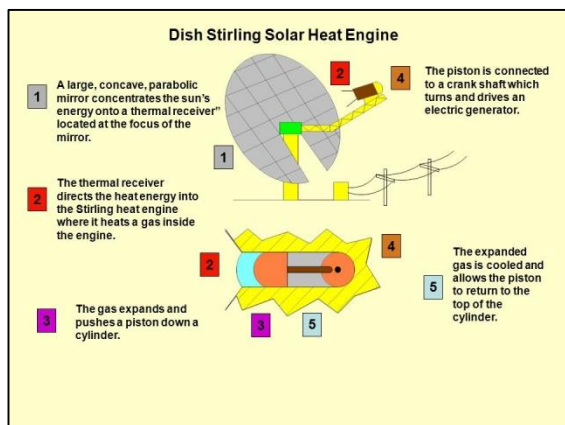 Dish Stirling Solar Heat Engine
1
A large, concave, parabolic
mirror concentrates the sun's
energy onto a thermal receiver”
located at the focus of the
mirror.
2
The thermal receiver
directs the heat energy into
the Stirling heat engine
where it heats a gas inside
the engine.
3
The gas expands and
pushes a piston down a
cylinder.
2
4
The piston is connected
to a crank shaft which
turns and drives an
electric generator.
1
2
4
3
5
5
The expanded
gas is cooled and
allows the piston
to return to the
top of the
cylinder.